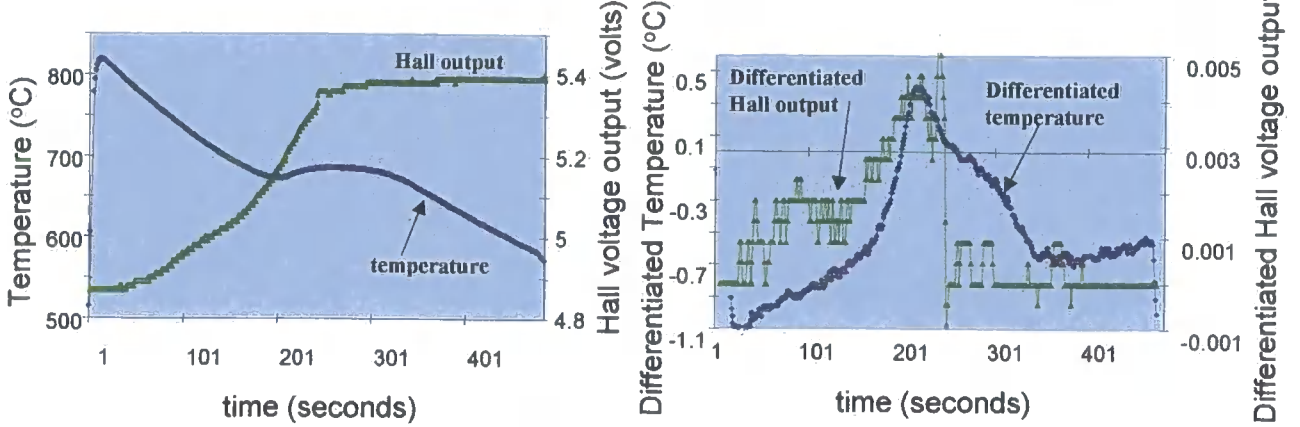 Temperature (°C)
800
700
600
500
Hall output
temperature
5.4
5.2
5
4.8
Hall voltage output (volts)
1
101
201
301
401
time (seconds)
Differentiated Temperature (°C)
0.5
0.1
-0.3
-0.7
-1.1
Differentiated
Hall output
Differentiated
temperature
0.005
0.003
0.001
-0.001
Differentiated Hall voltage
1
101
201
301
401
time (seconds)